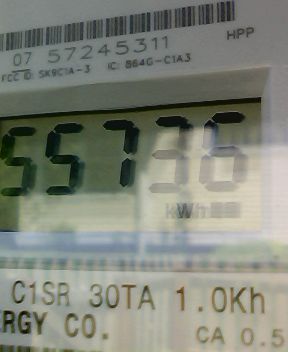 07 57245311
HPP
FCC ID: SK9C1A-3 IC: 864G-C1A3
55736
kWh
C1SR 30TA 1.0Kh
ERGY CO. CA 0.5